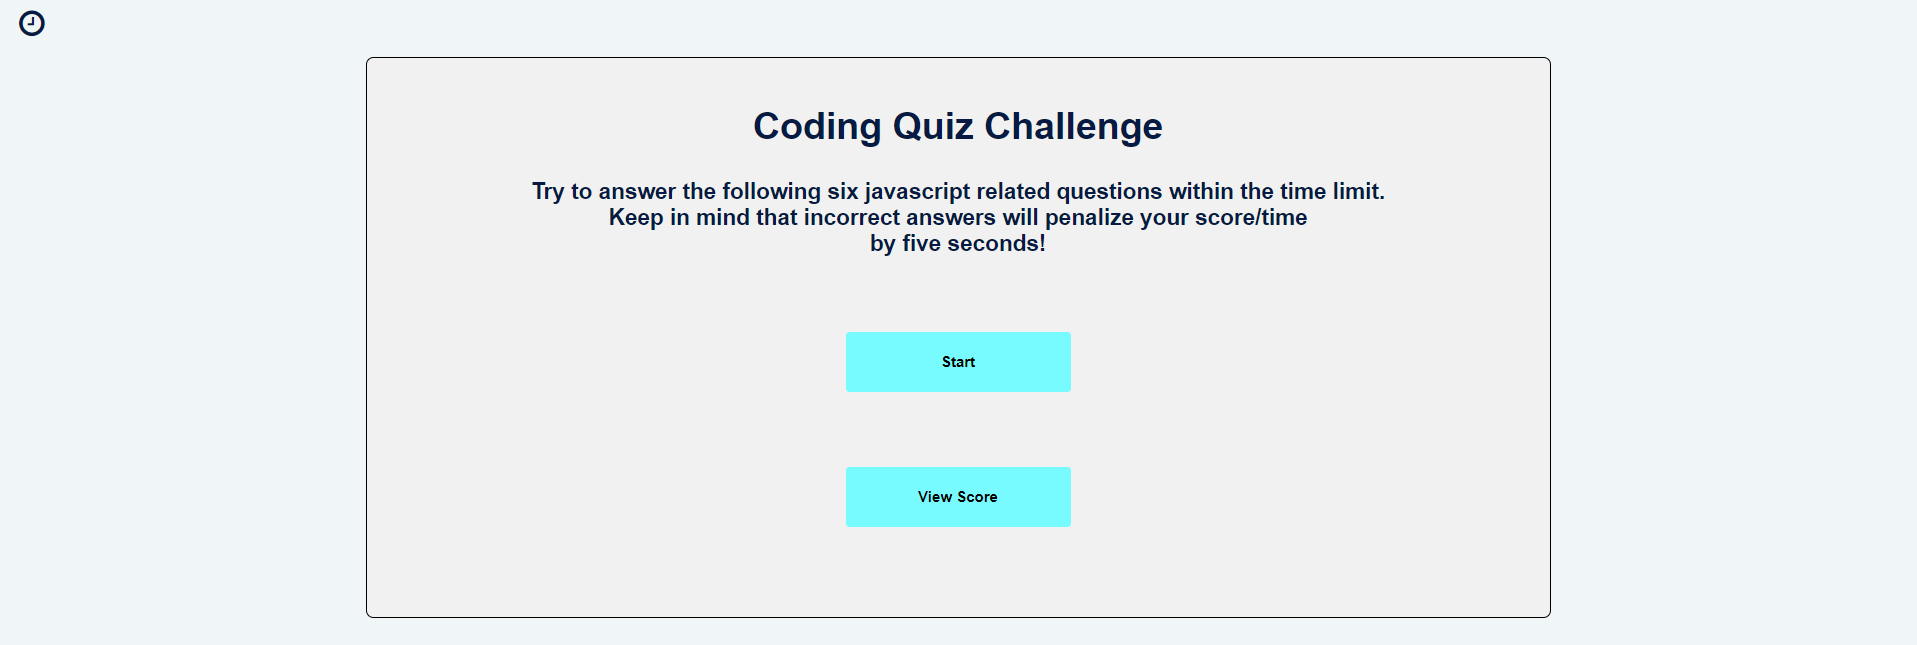 Coding Quiz Challenge
Try to answer the following six javascript related questions within the time limit.
Keep in mind that incorrect answers will penalize your score/time
by five seconds!
Start
View Score